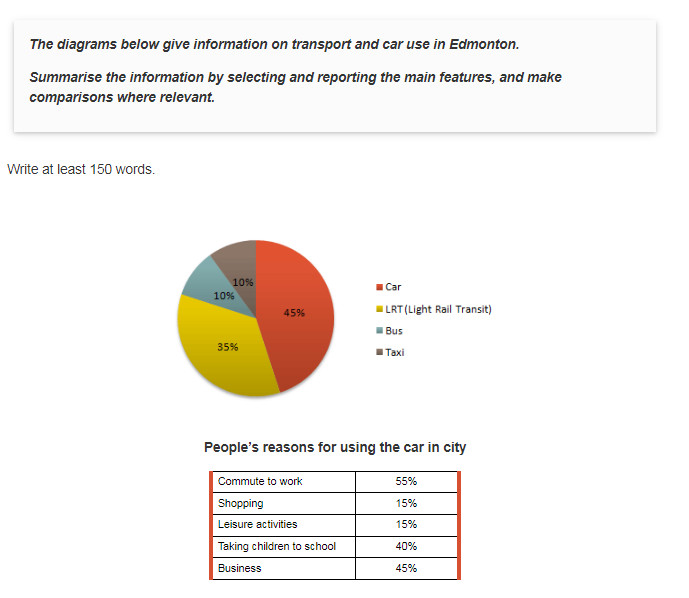 The diagrams below give information on transport and car use in Edmonton.
Summarise the information by selecting and reporting the main features, and make
comparisons where relevant.
Write at least 150 words.
10%
10%
45%
35%
Car
LRT(Light Rail Transit)
Bus
Taxi
People's reasons for using the car in city
Commute to work 55%
Shopping 15%
Leisure activities 15%
Taking children to school 40%
Business 45%